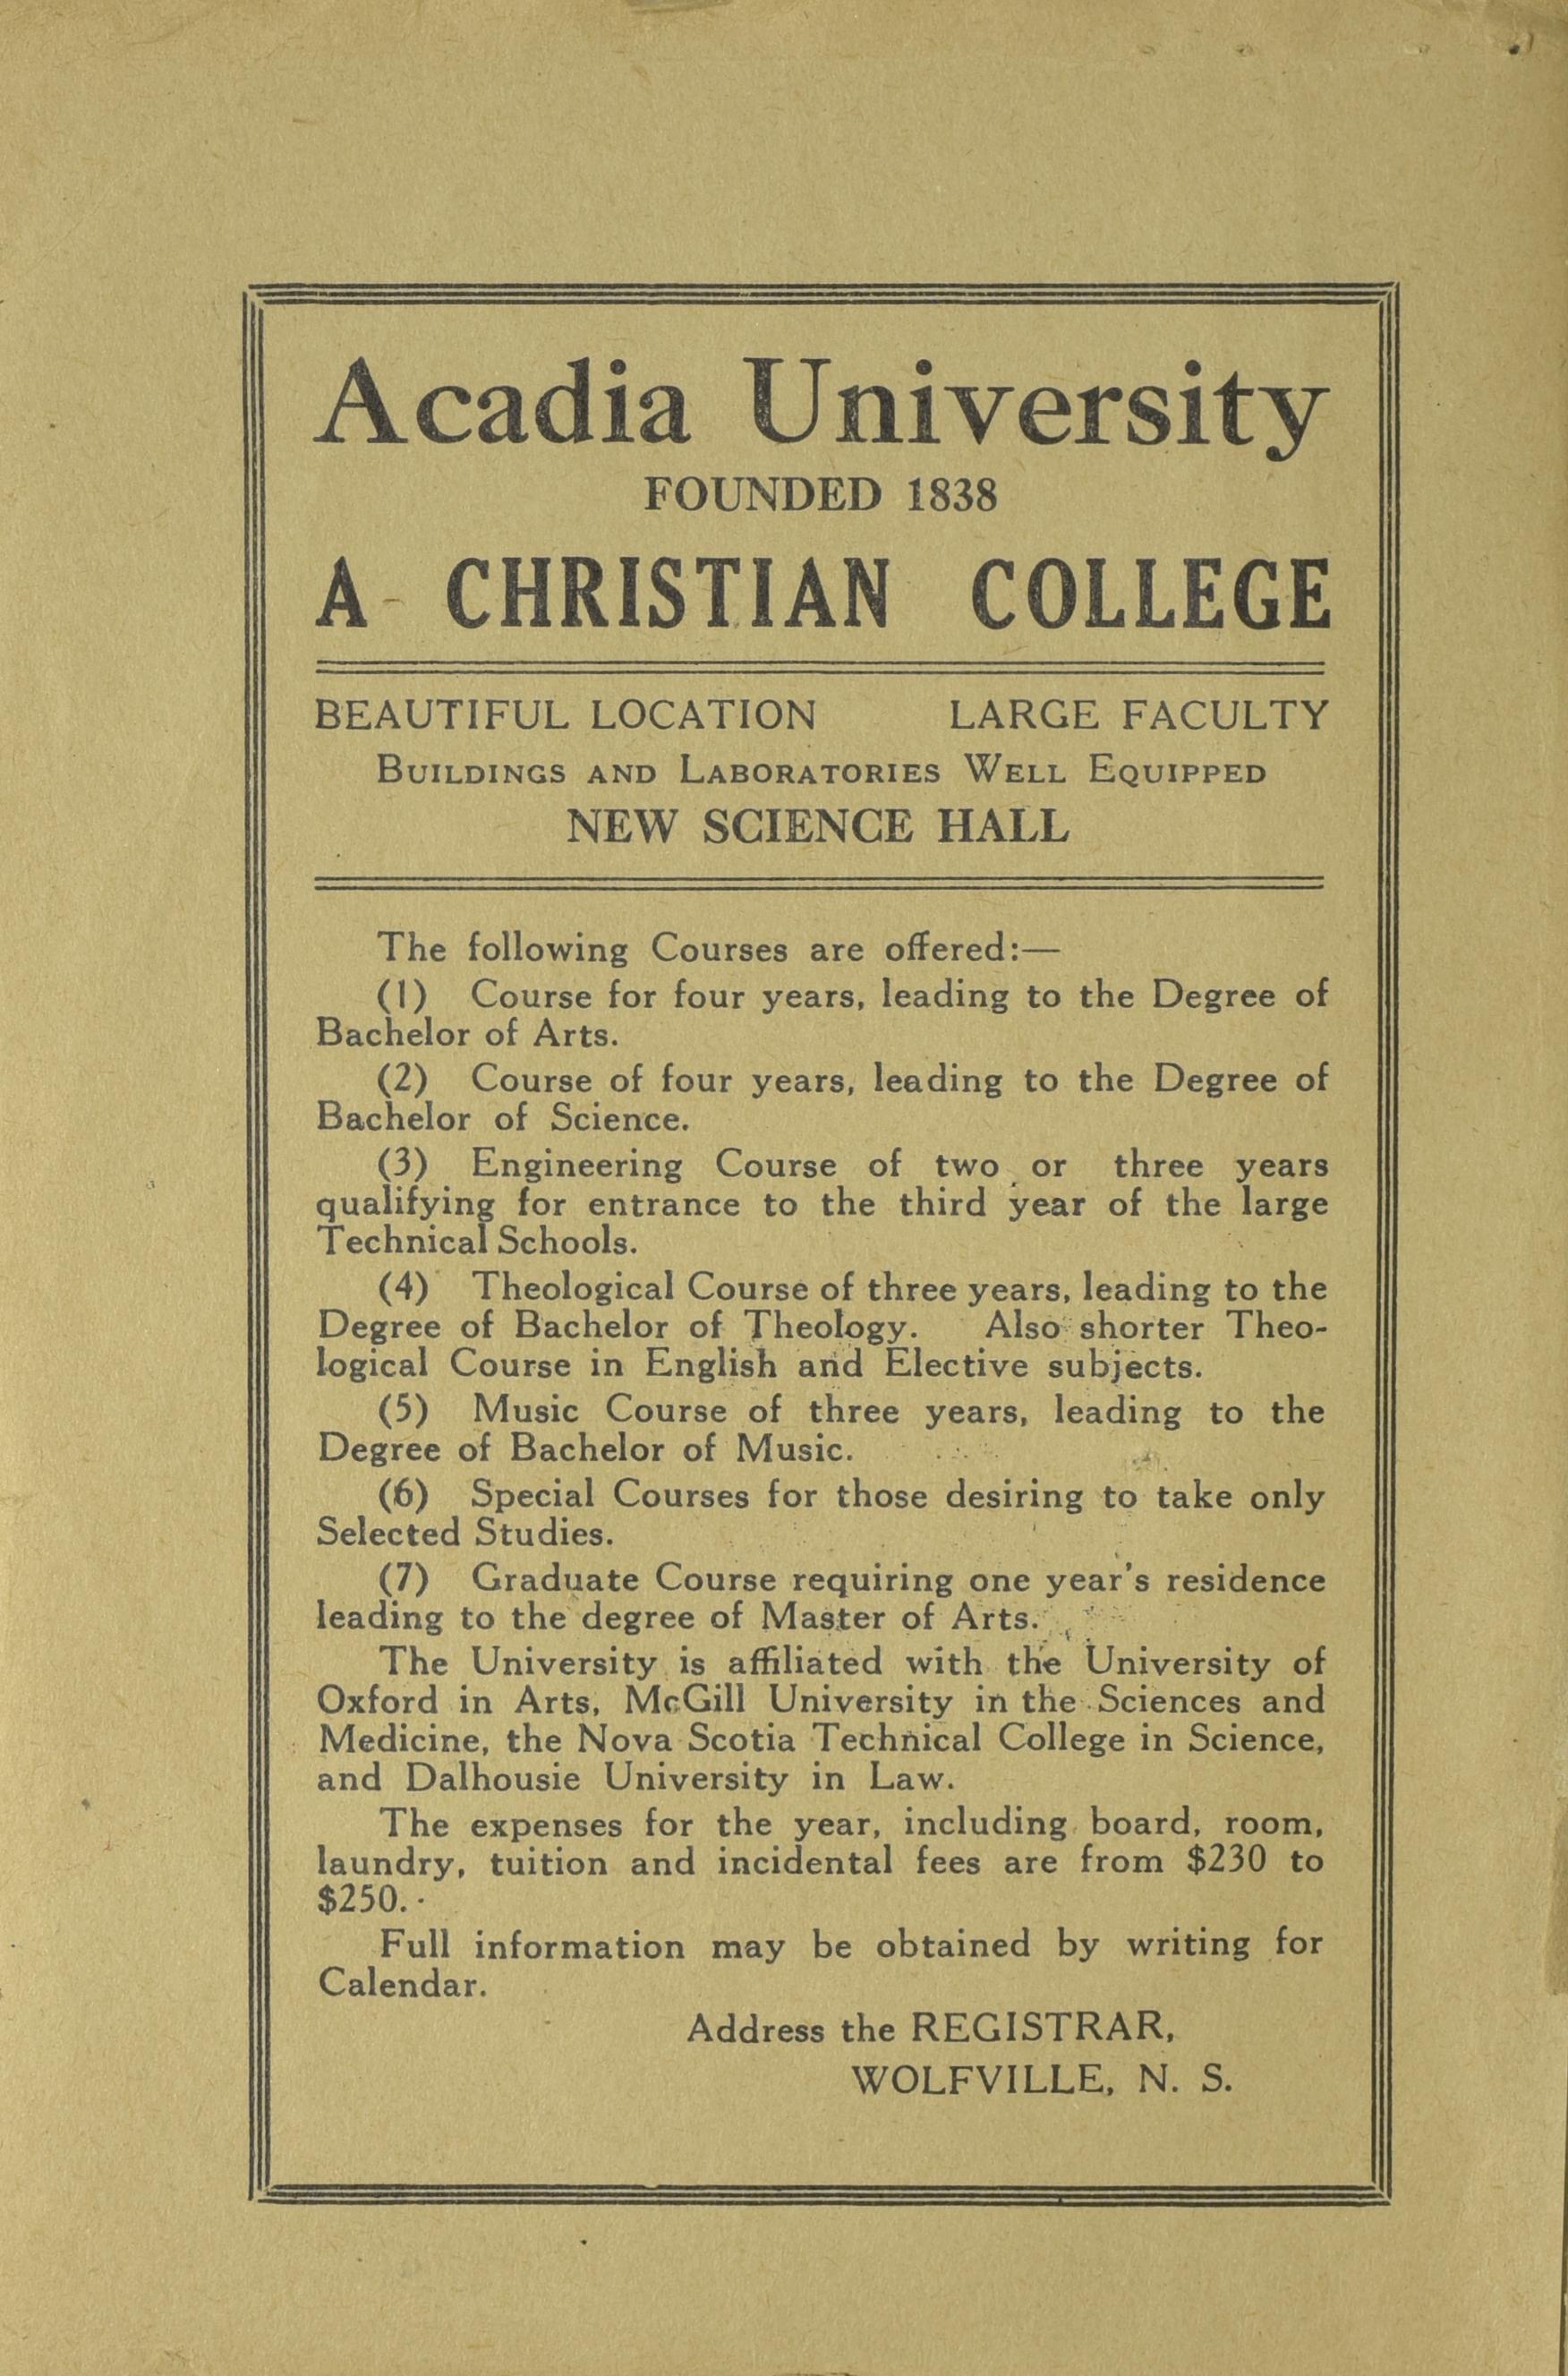 Acadia University
FOUNDED 1838
A CHRISTIAN COLLEGE
BEAUTIFUL LOCATION LARGE FACULTY
BUILDINGS AND LABORATORIES WELL EQUIPPED
NEW SCIENCE HALL
The following Courses are offered:—
(1) Course for four years, leading to the Degree of
Bachelor of Arts.
(2) Course of four years, leading to the Degree of
Bachelor of Science.
(3) Engineering Course of two or three years
qualifying for entrance to the third year of the large
Technical Schools.
(4) Theological Course of three years, leading to the
Degree of Bachelor of Theology. Also shorter Theo-
logical Course in English and Elective subjects.
(5) Music Course of three years, leading to the
Degree of Bachelor of Music.
(6) Special Courses for those desiring to take only
Selected Studies.
(7) Graduate Course requiring one year's residence
leading to the degree of Master of Arts.
The University is affiliated with the University of
Oxford in Arts, McGill University in the Sciences and
Medicine, the Nova Scotia Technical College in Science,
and Dalhousie University in Law.
The expenses for the year, including board, room,
laundry, tuition and incidental fees are from $230 to
$250.
Full information may be obtained by writing for
Calendar.
Address the REGISTRAR,
WOLFVILLE, N. S.